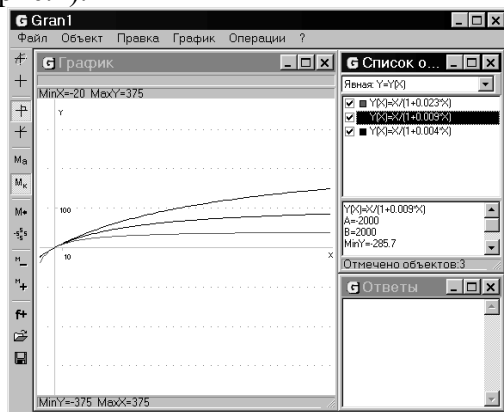 Gran1
Файл Объект Правка График Операции ?
График
MinX=-20 MaxY=375
Y
100
10
X
MinY=-375 MaxX=375
Ma
Mк
M
f+
Список о...
Явная: Y=Y(X)
Y(X)=X/(1+0.023*X)
Y(X)=X/(1+0.009*X)
Y(X)=X/(1+0.004*X)
Y(X)=X/(1+0.009*X)
A=-2000
B=2000
MinY=-285.7
Отмечено объектов:3
Ответы